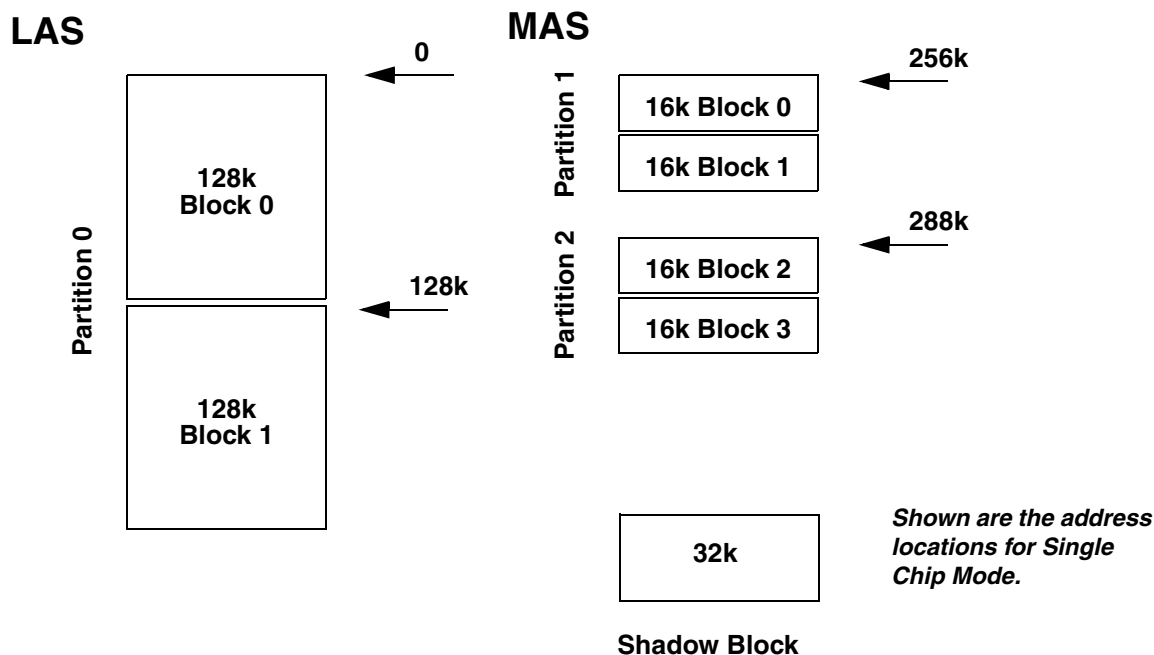 LAS
0
128k
Block 0
Partition 0
128k
128k
Block 1
MAS
256k
Partition 1
16k Block 0
16k Block 1
288k
Partition 2
16k Block 2
16k Block 3
32k
Shadow Block
Shown are the address
locations for Single
Chip Mode.